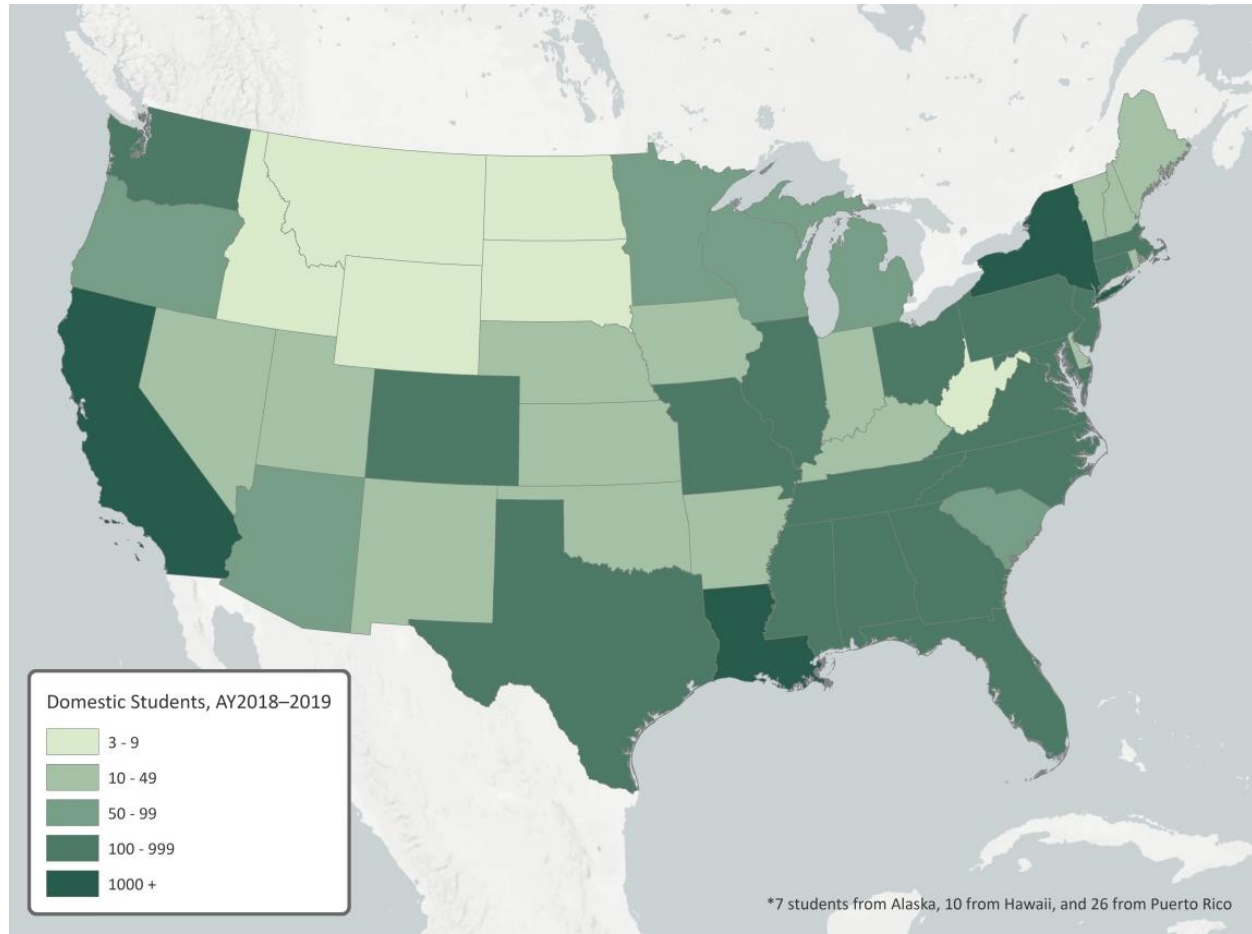 Domestic Students, AY2018–2019
3 - 9
10 - 49
50 - 99
100 - 999
1000 +
*7 students from Alaska, 10 from Hawaii, and 26 from Puerto Rico